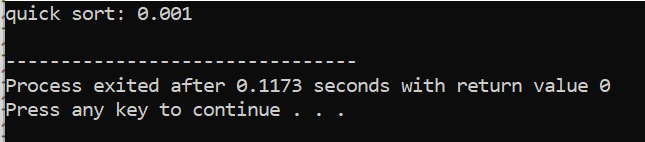 quick sort: 0.001
--------------------------------
Process exited after 0.1173 seconds with return value 0
Press any key to continue . . .